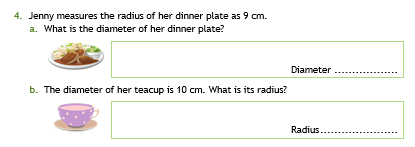 4. Jenny measures the radius of her dinner plate as 9 cm.
a. What is the diameter of her dinner plate?
Diameter ..................
b. The diameter of her teacup is 10 cm. What is its radius?
Radius......................